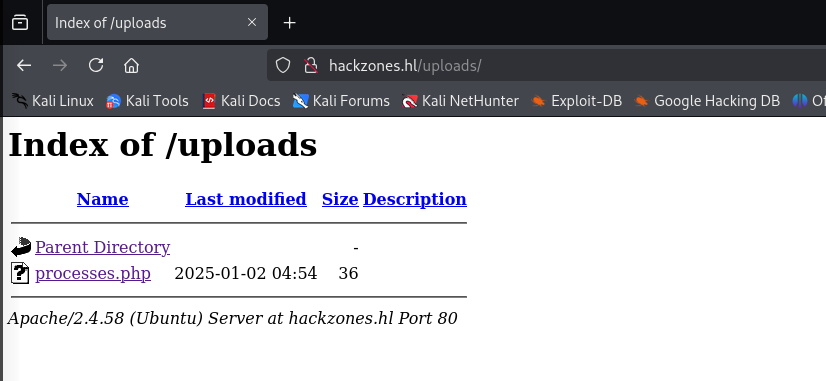 Index of /uploads
hackzones.hl/uploads/
Kali Linux Kali Tools Kali Docs Kali Forums Kali NetHunter Exploit-DB Google Hacking DB
Index of /uploads
Name Last modified Size Description
Parent Directory -
processes.php 2025-01-02 04:54 36
Apache/2.4.58 (Ubuntu) Server at hackzones.hl Port 80